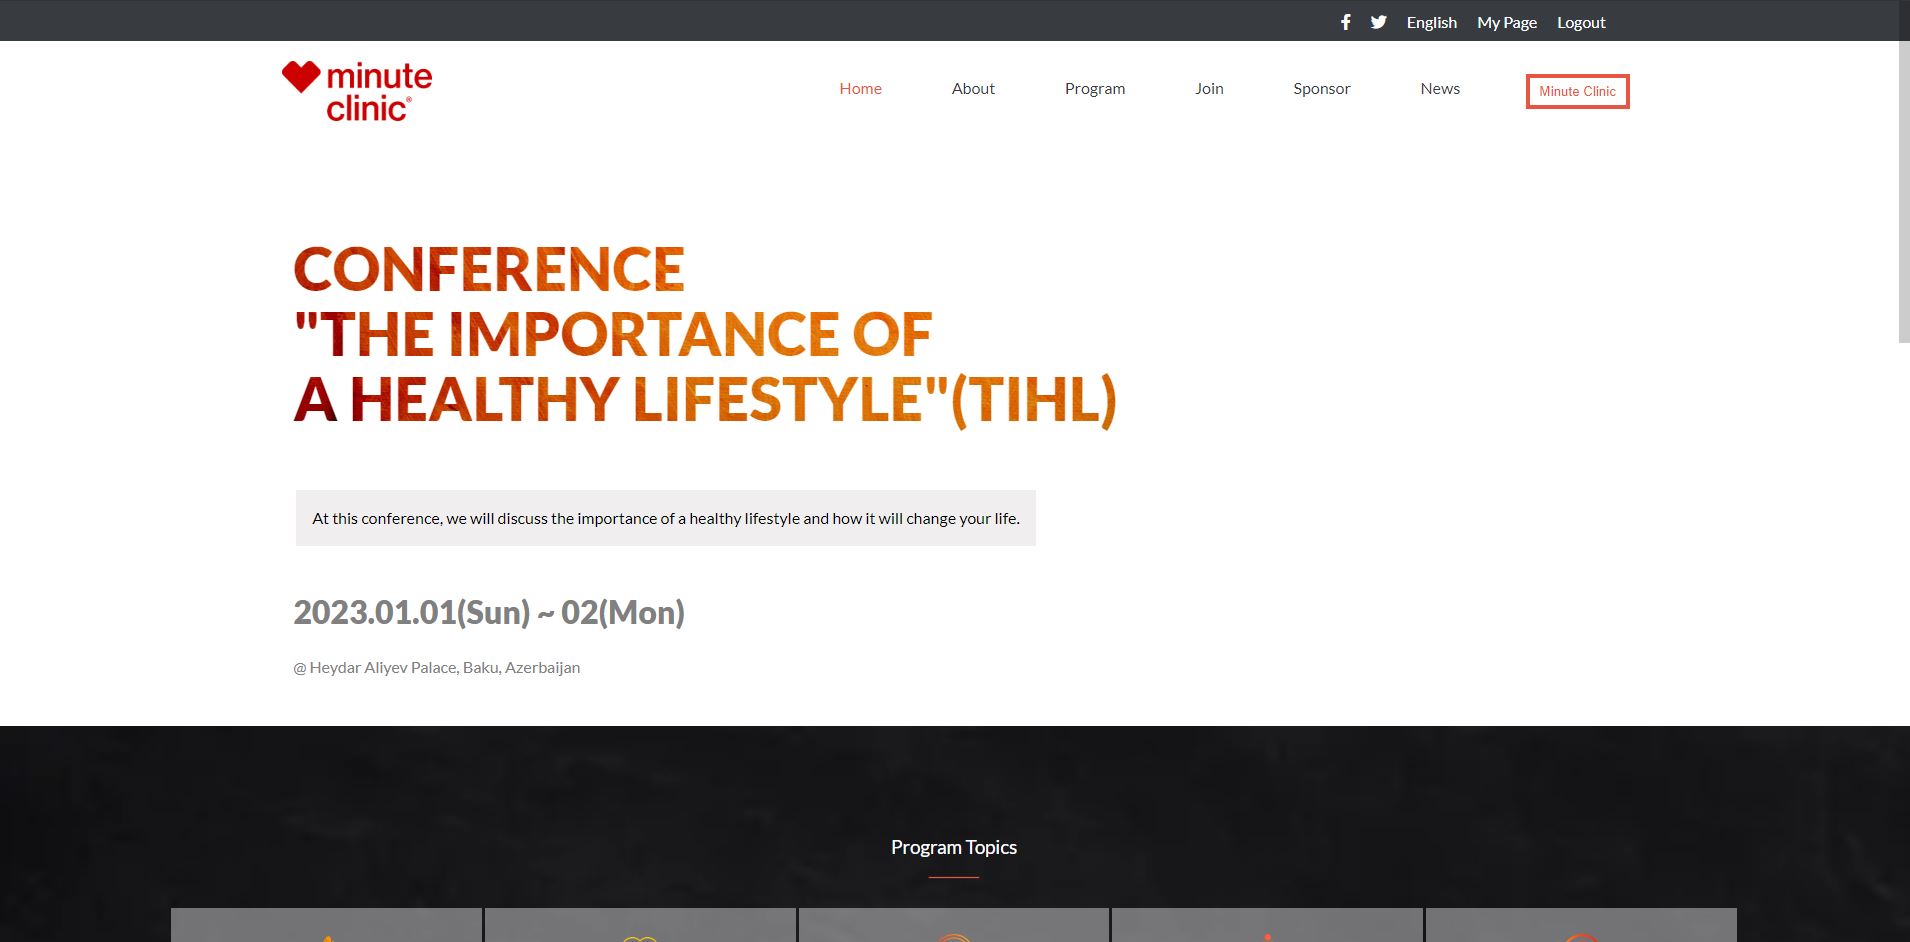 English My Page Logout
minute
clinic®
Home About Program Join Sponsor News Minute Clinic
CONFERENCE
"THE IMPORTANCE OF
A HEALTHY LIFESTYLE"(TIHL)
At this conference, we will discuss the importance of a healthy lifestyle and how it will change your life.
2023.01.01(Sun) ~ 02(Mon)
@ Heydar Aliyev Palace, Baku, Azerbaijan
Program Topics